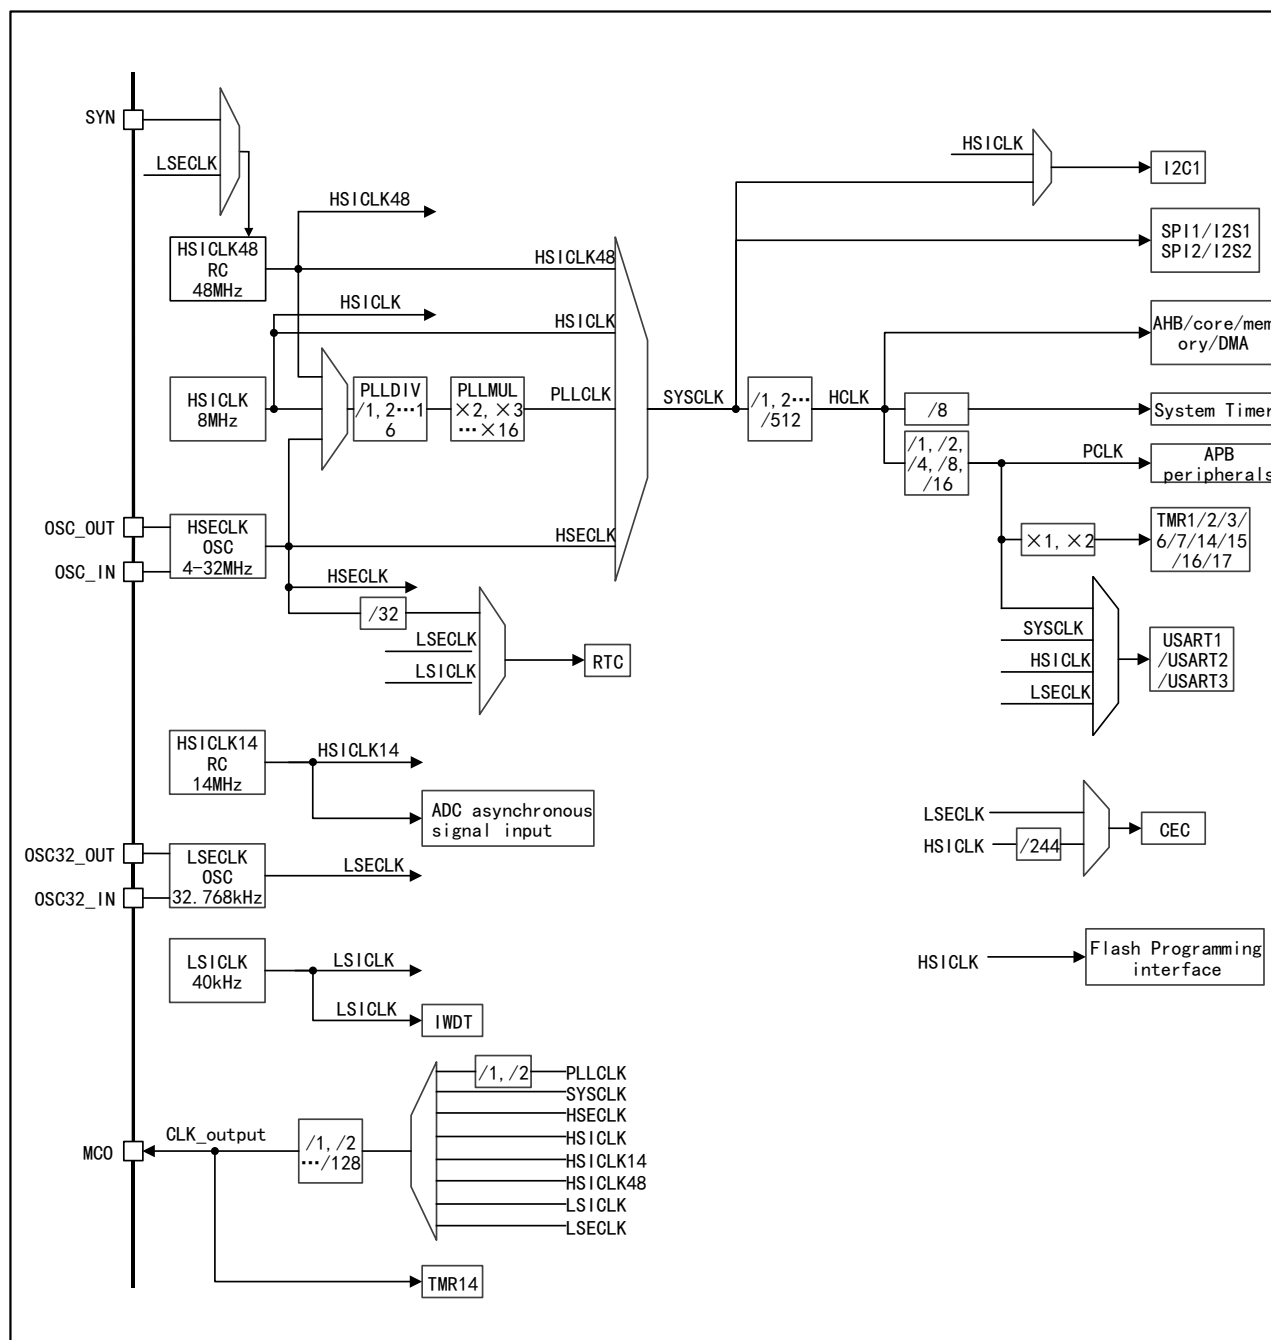 SYN
LSECLK
HSICLK48
RC
48MHz
HSICLK48
HSICLK48
HSICLK
HSICLK
HSICLK
8MHz
PLLDIV
/1, 2⋯1
6
PLLMUL
×2, ×3
⋯×16
PLLCLK
SYSCLK
/1, 2⋯
/512
HCLK
HSICLK
I2C1
SPI1/I2S1
SPI2/I2S2
AHB/core/mem
ory/DMA
/8
System Timer
/1, /2,
/4, /8,
/16
PCLK
APB
peripherals
×1, ×2
TMR1/2/3/
6/7/14/15
/16/17
SYSCLK
HSICLK
LSECLK
USART1
/USART2
/USART3
OSC_OUT
OSC_IN
HSECLK
OSC
4-32MHz
HSECLK
HSECLK
/32
LSECLK
LSICLK
RTC
HSICLK14
RC
14MHz
HSICLK14
ADC asynchronous
signal input
LSECLK
HSICLK
/244
CEC
OSC32_OUT
OSC32_IN
LSECLK
OSC
32.768kHz
LSECLK
LSICLK
40kHz
LSICLK
LSICLK
IWDT
HSICLK
Flash Programming
interface
MCO
CLK_output
/1, /2
⋯/128
/1, /2
PLLCLK
SYSCLK
HSECLK
HSICLK
HSICLK14
HSICLK48
LSICLK
LSECLK
TMR14